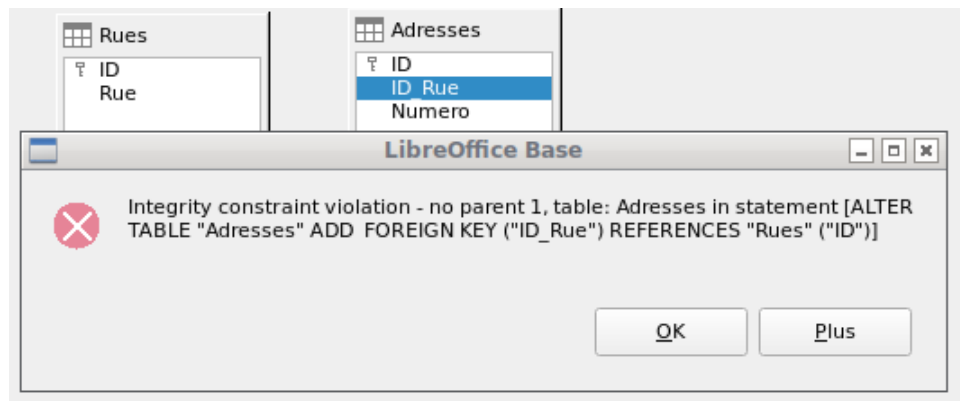 Rues
Adresses
ID
Rue
ID
ID_Rue
Numero
LibreOffice Base
Integrity constraint violation - no parent 1, table: Adresses in statement [ALTER
TABLE "Adresses" ADD  FOREIGN KEY ("ID_Rue") REFERENCES "Rues" ("ID")]
OK
Plus